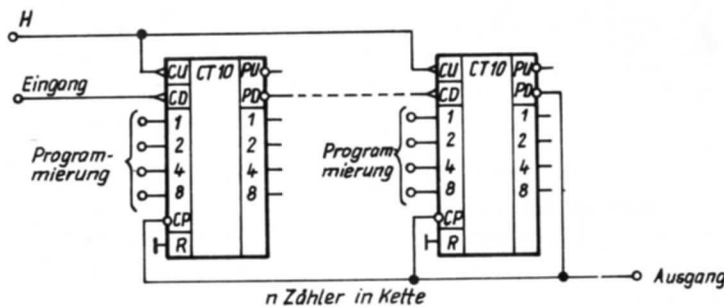 H
CU CT10 PU
CU CT10 PU
Eingang
CD PD
CD PD
1 1
1 1
2 2
2 2
Program-
mierung
Program-
mierung
4 4
4 4
8 8
8 8
CP
CP
R
R
n Zähler in Kette
Ausgang